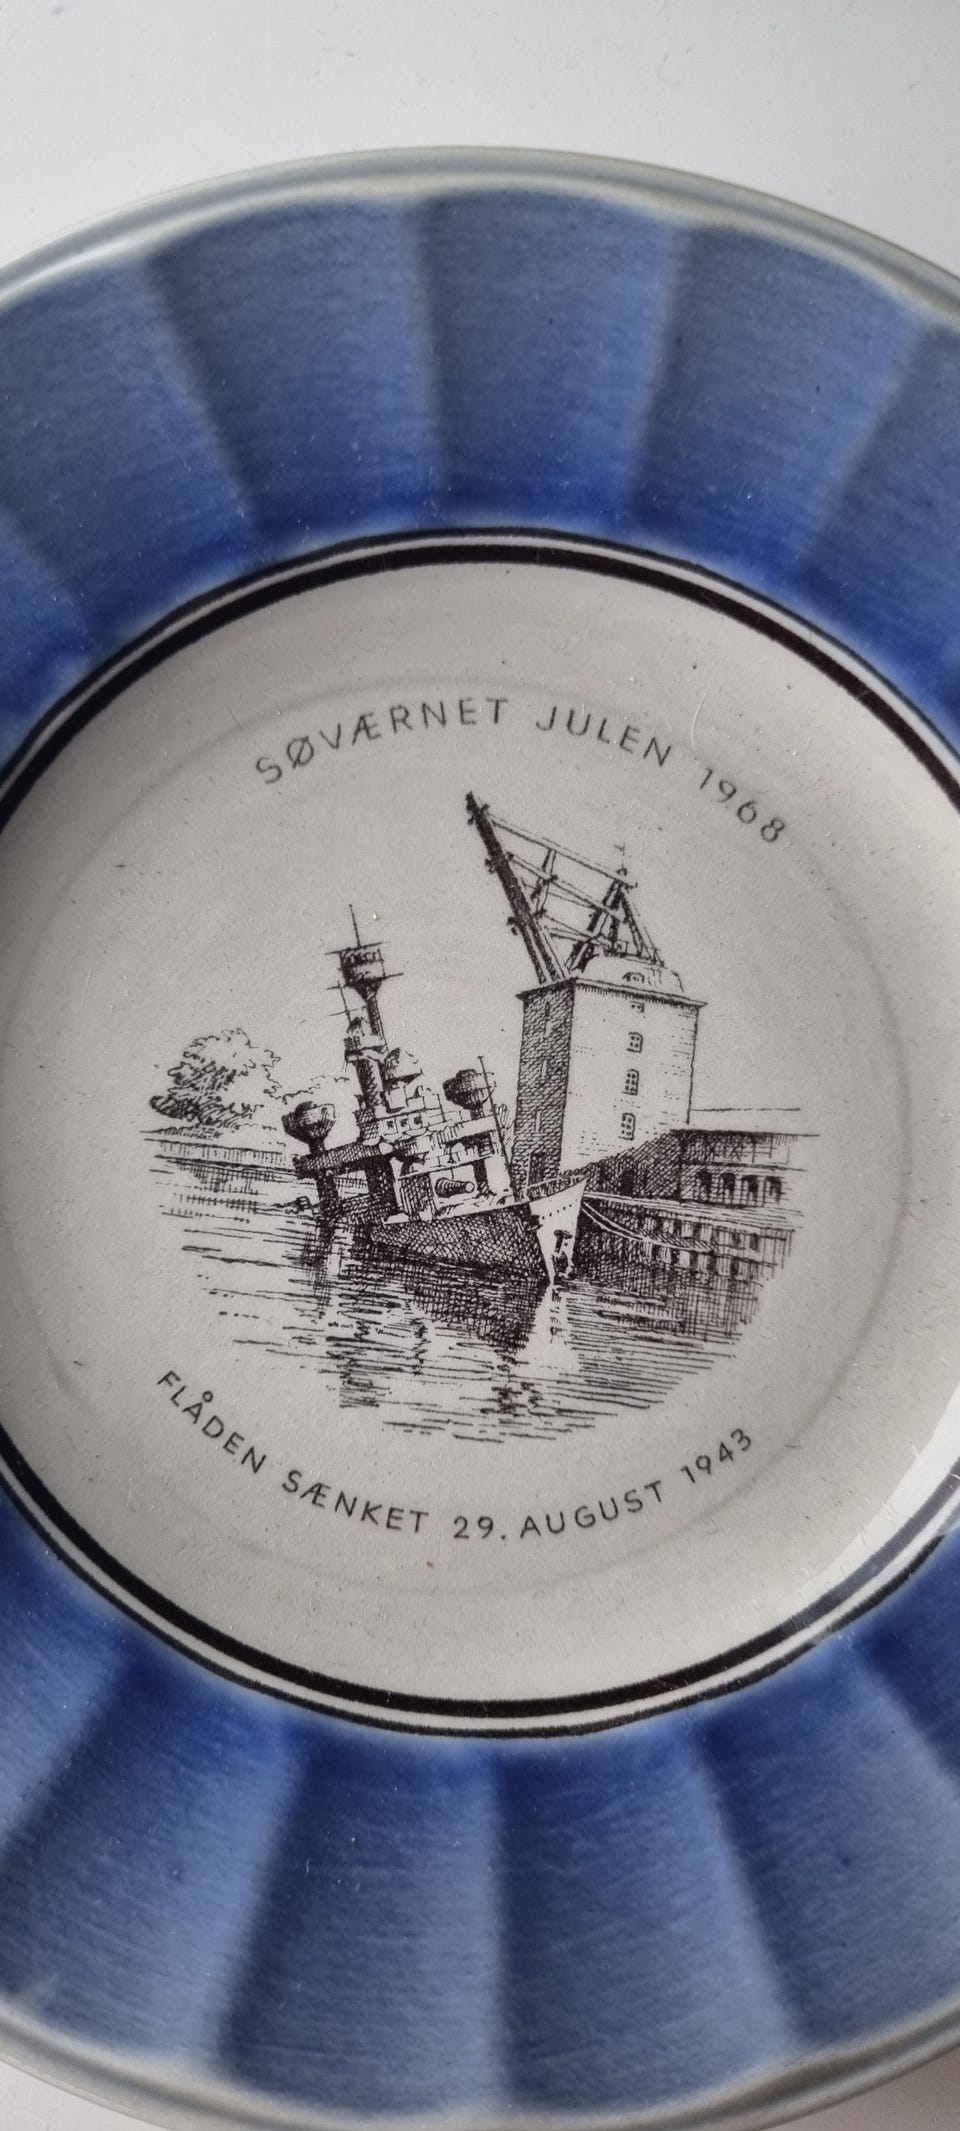 SØVÆRNET JULEN 1968
FLÅDEN SÆNKET 29. AUGUST 1943